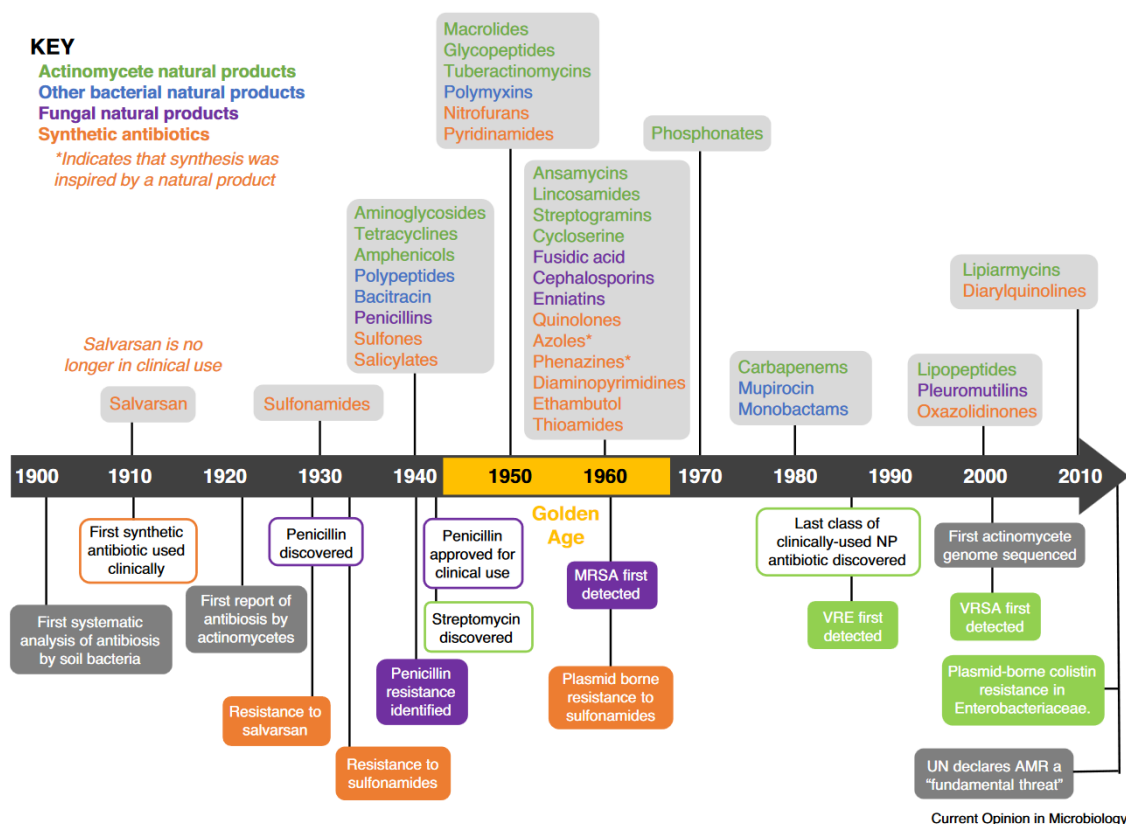 KEY
Actinomycete natural products
Other bacterial natural products
Fungal natural products
Synthetic antibiotics
*Indicates that synthesis was
inspired by a natural product
Salvarsan is no
longer in clinical use
Salvarsan
Sulfonamides
Aminoglycosides
Tetracyclines
Amphenicols
Polypeptides
Bacitracin
Penicillins
Sulfones
Salicylates
Macrolides
Glycopeptides
Tuberactinomycins
Polymyxins
Nitrofurans
Pyridinamides
Ansamycins
Lincosamides
Streptogramins
Cycloserine
Fusidic acid
Cephalosporins
Enniatins
Quinolones
Azoles*
Phenazines*
Diaminopyrimidines
Ethambutol
Thioamides
Phosphonates
Carbapenems
Mupirocin
Monobactams
Lipopeptides
Pleuromutilins
Oxazolidinones
Lipiarmycins
Diarylquinolines
1900 1910 1920 1930 1940 1950 1960 1970 1980 1990 2000 2010
Golden
Age
First systematic
analysis of antibiosis
by soil bacteria
First synthetic
antibiotic used
clinically
First report of
antibiosis by
actinomycetes
Penicillin
discovered
Resistance to
salvarsan
Resistance to
sulfonamides
Penicillin
resistance
identified
Penicillin
approved for
clinical use
Streptomycin
discovered
MRSA first
detected
Plasmid borne
resistance to
sulfonamides
Last class of
clinically-used NP
antibiotic discovered
VRE first
detected
First actinomycete
genome sequenced
VRSA first
detected
Plasmid-borne colistin
resistance in
Enterobacteriaceae.
UN declares AMR a
“fundamental threat”
Current Opinion in Microbiology